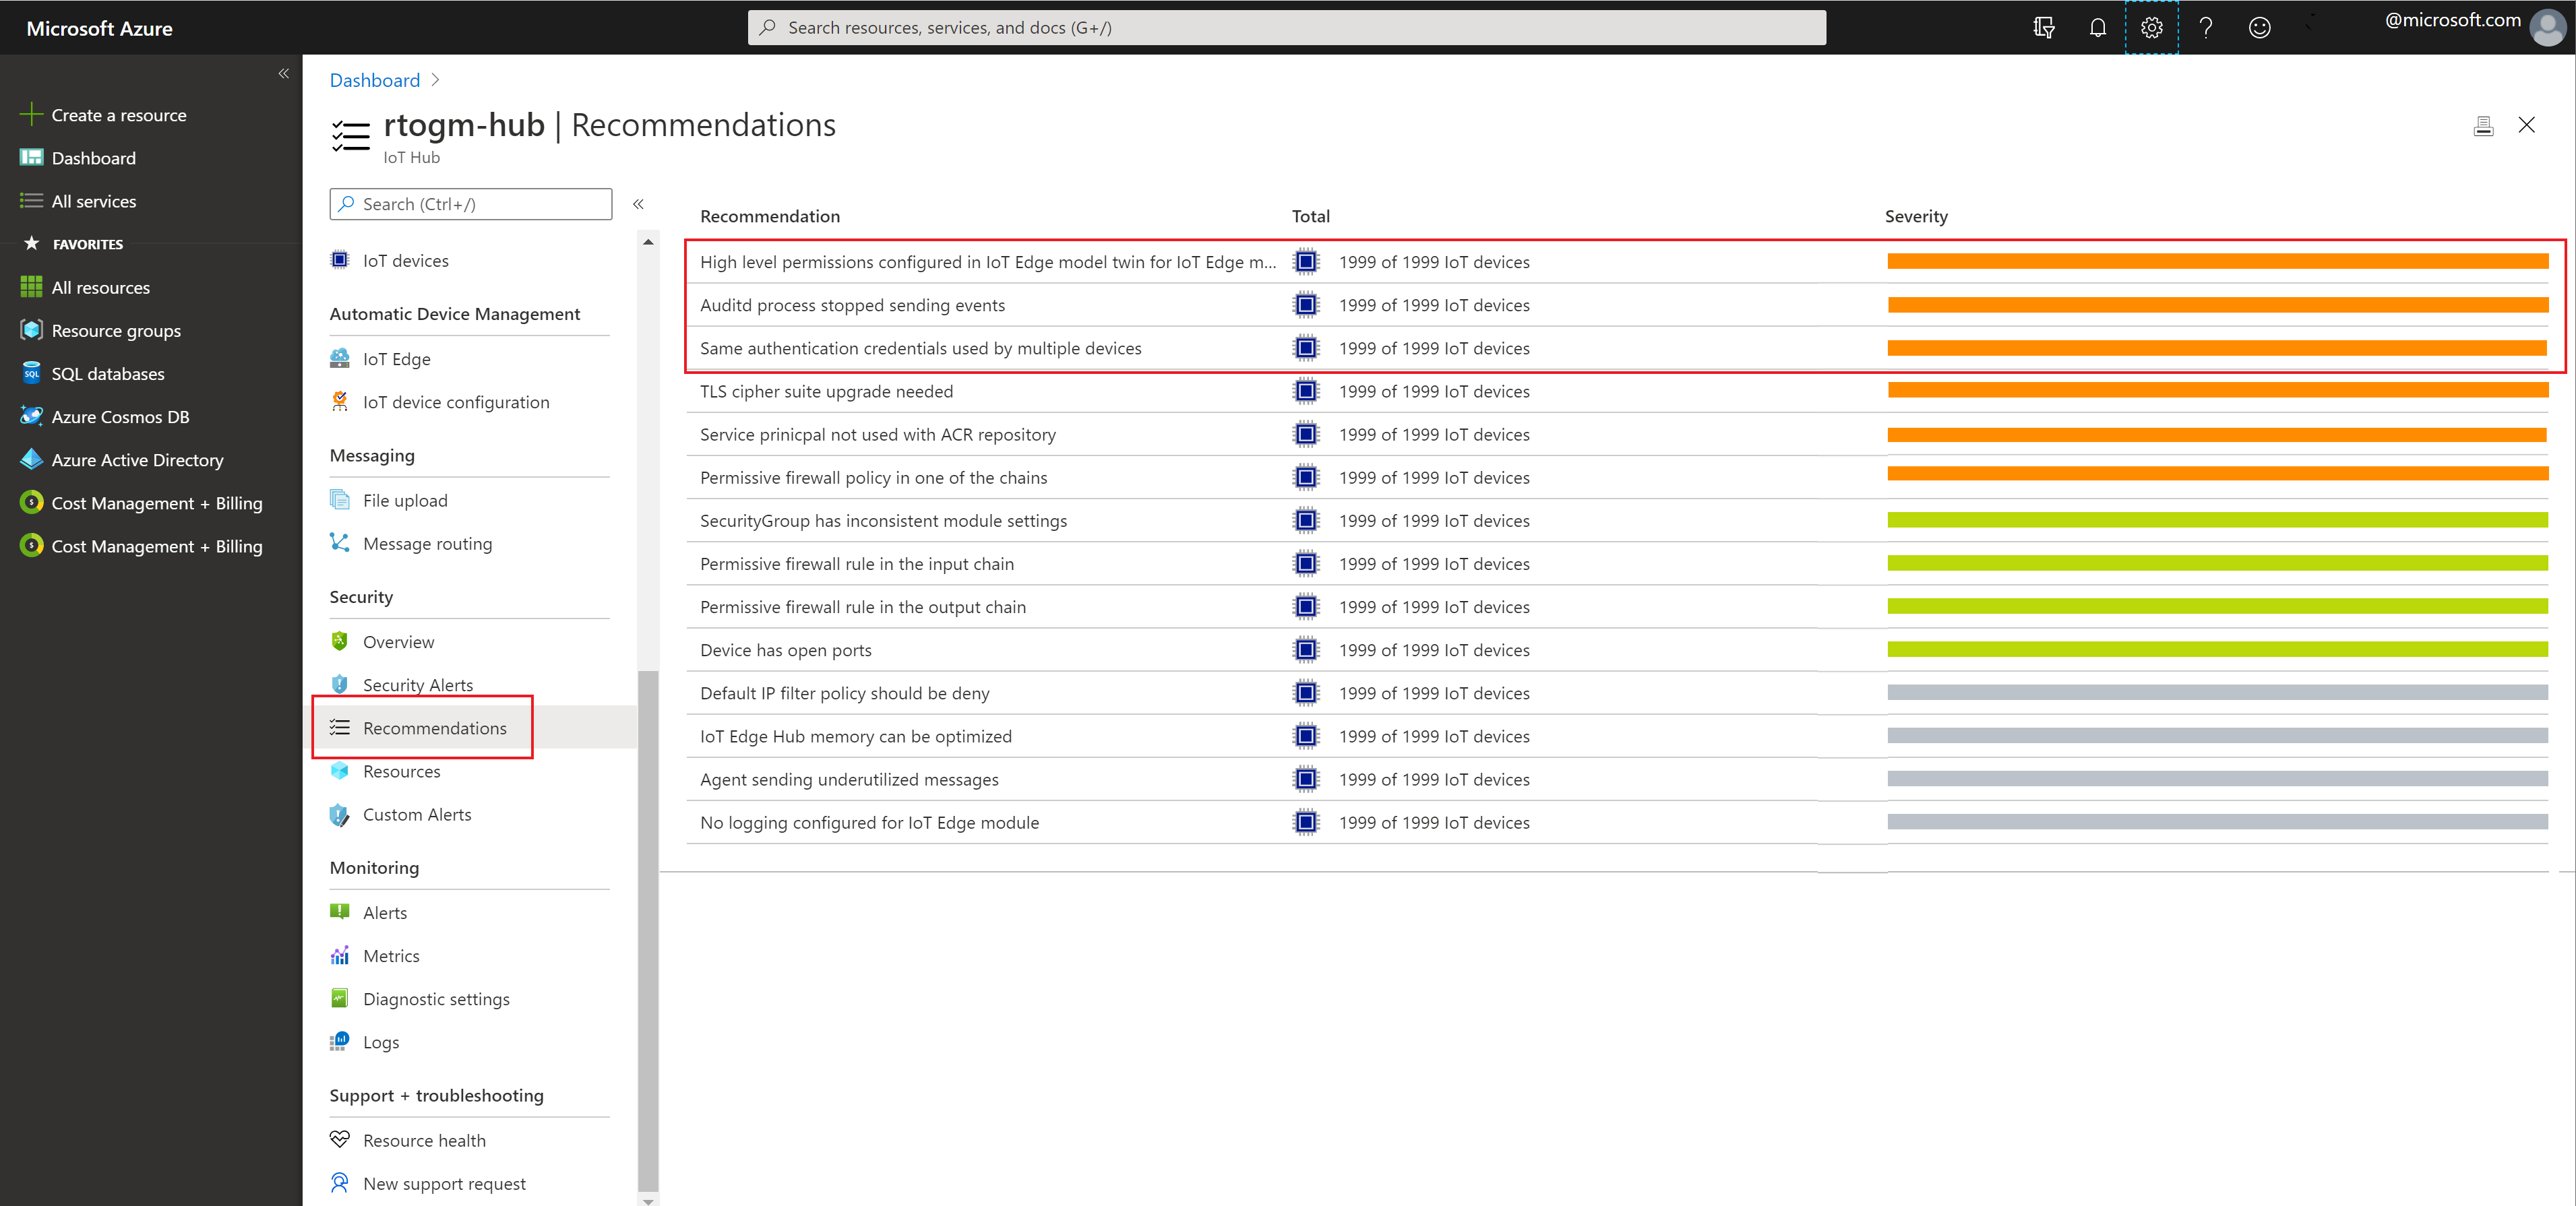 Microsoft Azure
Search resources, services, and docs (G+/)
@microsoft.com
Create a resource
Dashboard
All services
FAVORITES
All resources
Resource groups
SQL databases
Azure Cosmos DB
Azure Active Directory
Cost Management + Billing
Cost Management + Billing
Dashboard
rtogm-hub | Recommendations
IoT Hub
Search (Ctrl+/)
IoT devices
Automatic Device Management
IoT Edge
IoT device configuration
Messaging
File upload
Message routing
Security
Overview
Security Alerts
Recommendations
Resources
Custom Alerts
Monitoring
Alerts
Metrics
Diagnostic settings
Logs
Support + troubleshooting
Resource health
New support request
Recommendation Total Severity
High level permissions configured in IoT Edge model twin for IoT Edge m... 1999 of 1999 IoT devices
Auditd process stopped sending events 1999 of 1999 IoT devices
Same authentication credentials used by multiple devices 1999 of 1999 IoT devices
TLS cipher suite upgrade needed 1999 of 1999 IoT devices
Service prinicpal not used with ACR repository 1999 of 1999 IoT devices
Permissive firewall policy in one of the chains 1999 of 1999 IoT devices
SecurityGroup has inconsistent module settings 1999 of 1999 IoT devices
Permissive firewall rule in the input chain 1999 of 1999 IoT devices
Permissive firewall rule in the output chain 1999 of 1999 IoT devices
Device has open ports 1999 of 1999 IoT devices
Default IP filter policy should be deny 1999 of 1999 IoT devices
IoT Edge Hub memory can be optimized 1999 of 1999 IoT devices
Agent sending underutilized messages 1999 of 1999 IoT devices
No logging configured for IoT Edge module 1999 of 1999 IoT devices